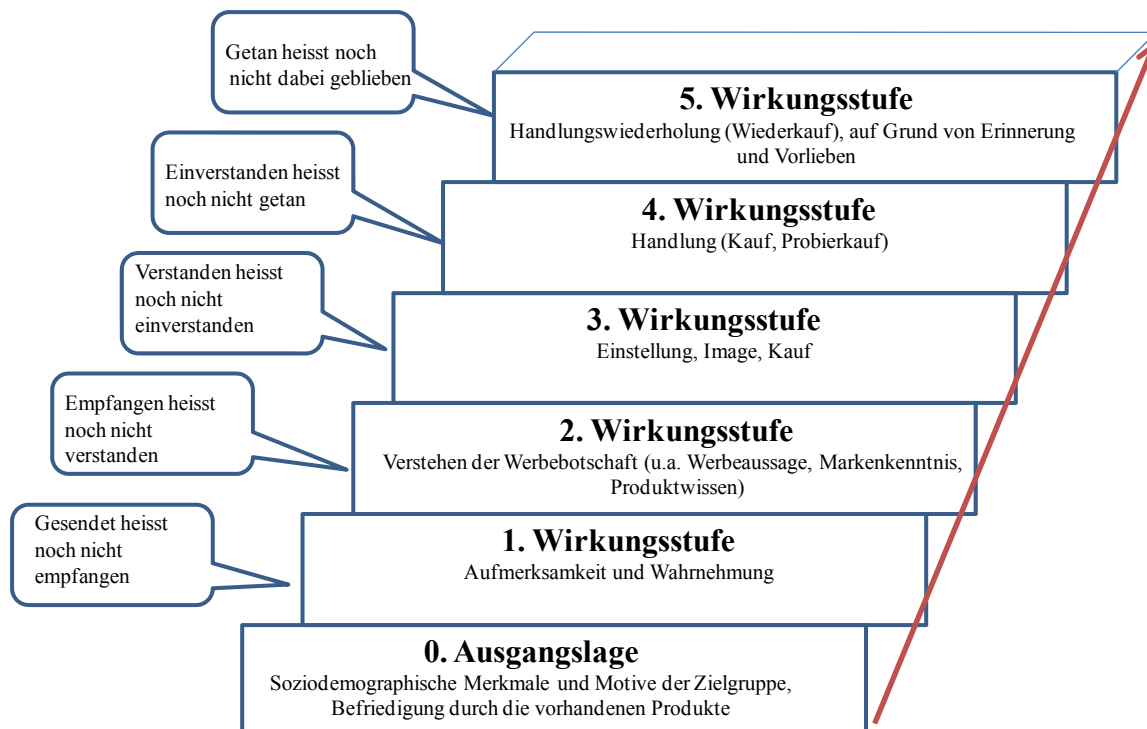 Getan heisst noch
nicht dabei geblieben
5. Wirkungsstufe
Handlungswiederholung (Wiederkauf), auf Grund von Erinnerung
und Vorlieben
Einverstanden heisst
noch nicht getan
4. Wirkungsstufe
Handlung (Kauf, Probierkauf)
Verstanden heisst
noch nicht
einverstanden
3. Wirkungsstufe
Einstellung, Image, Kauf
Empfangen heisst
noch nicht
verstanden
2. Wirkungsstufe
Verstehen der Werbebotschaft (u.a. Werbeaussage, Markenkenntnis,
Produktwissen)
Gesendet heisst
noch nicht
empfangen
1. Wirkungsstufe
Aufmerksamkeit und Wahrnehmung
0. Ausgangslage
Soziodemographische Merkmale und Motive der Zielgruppe,
Befriedigung durch die vorhandenen Produkte